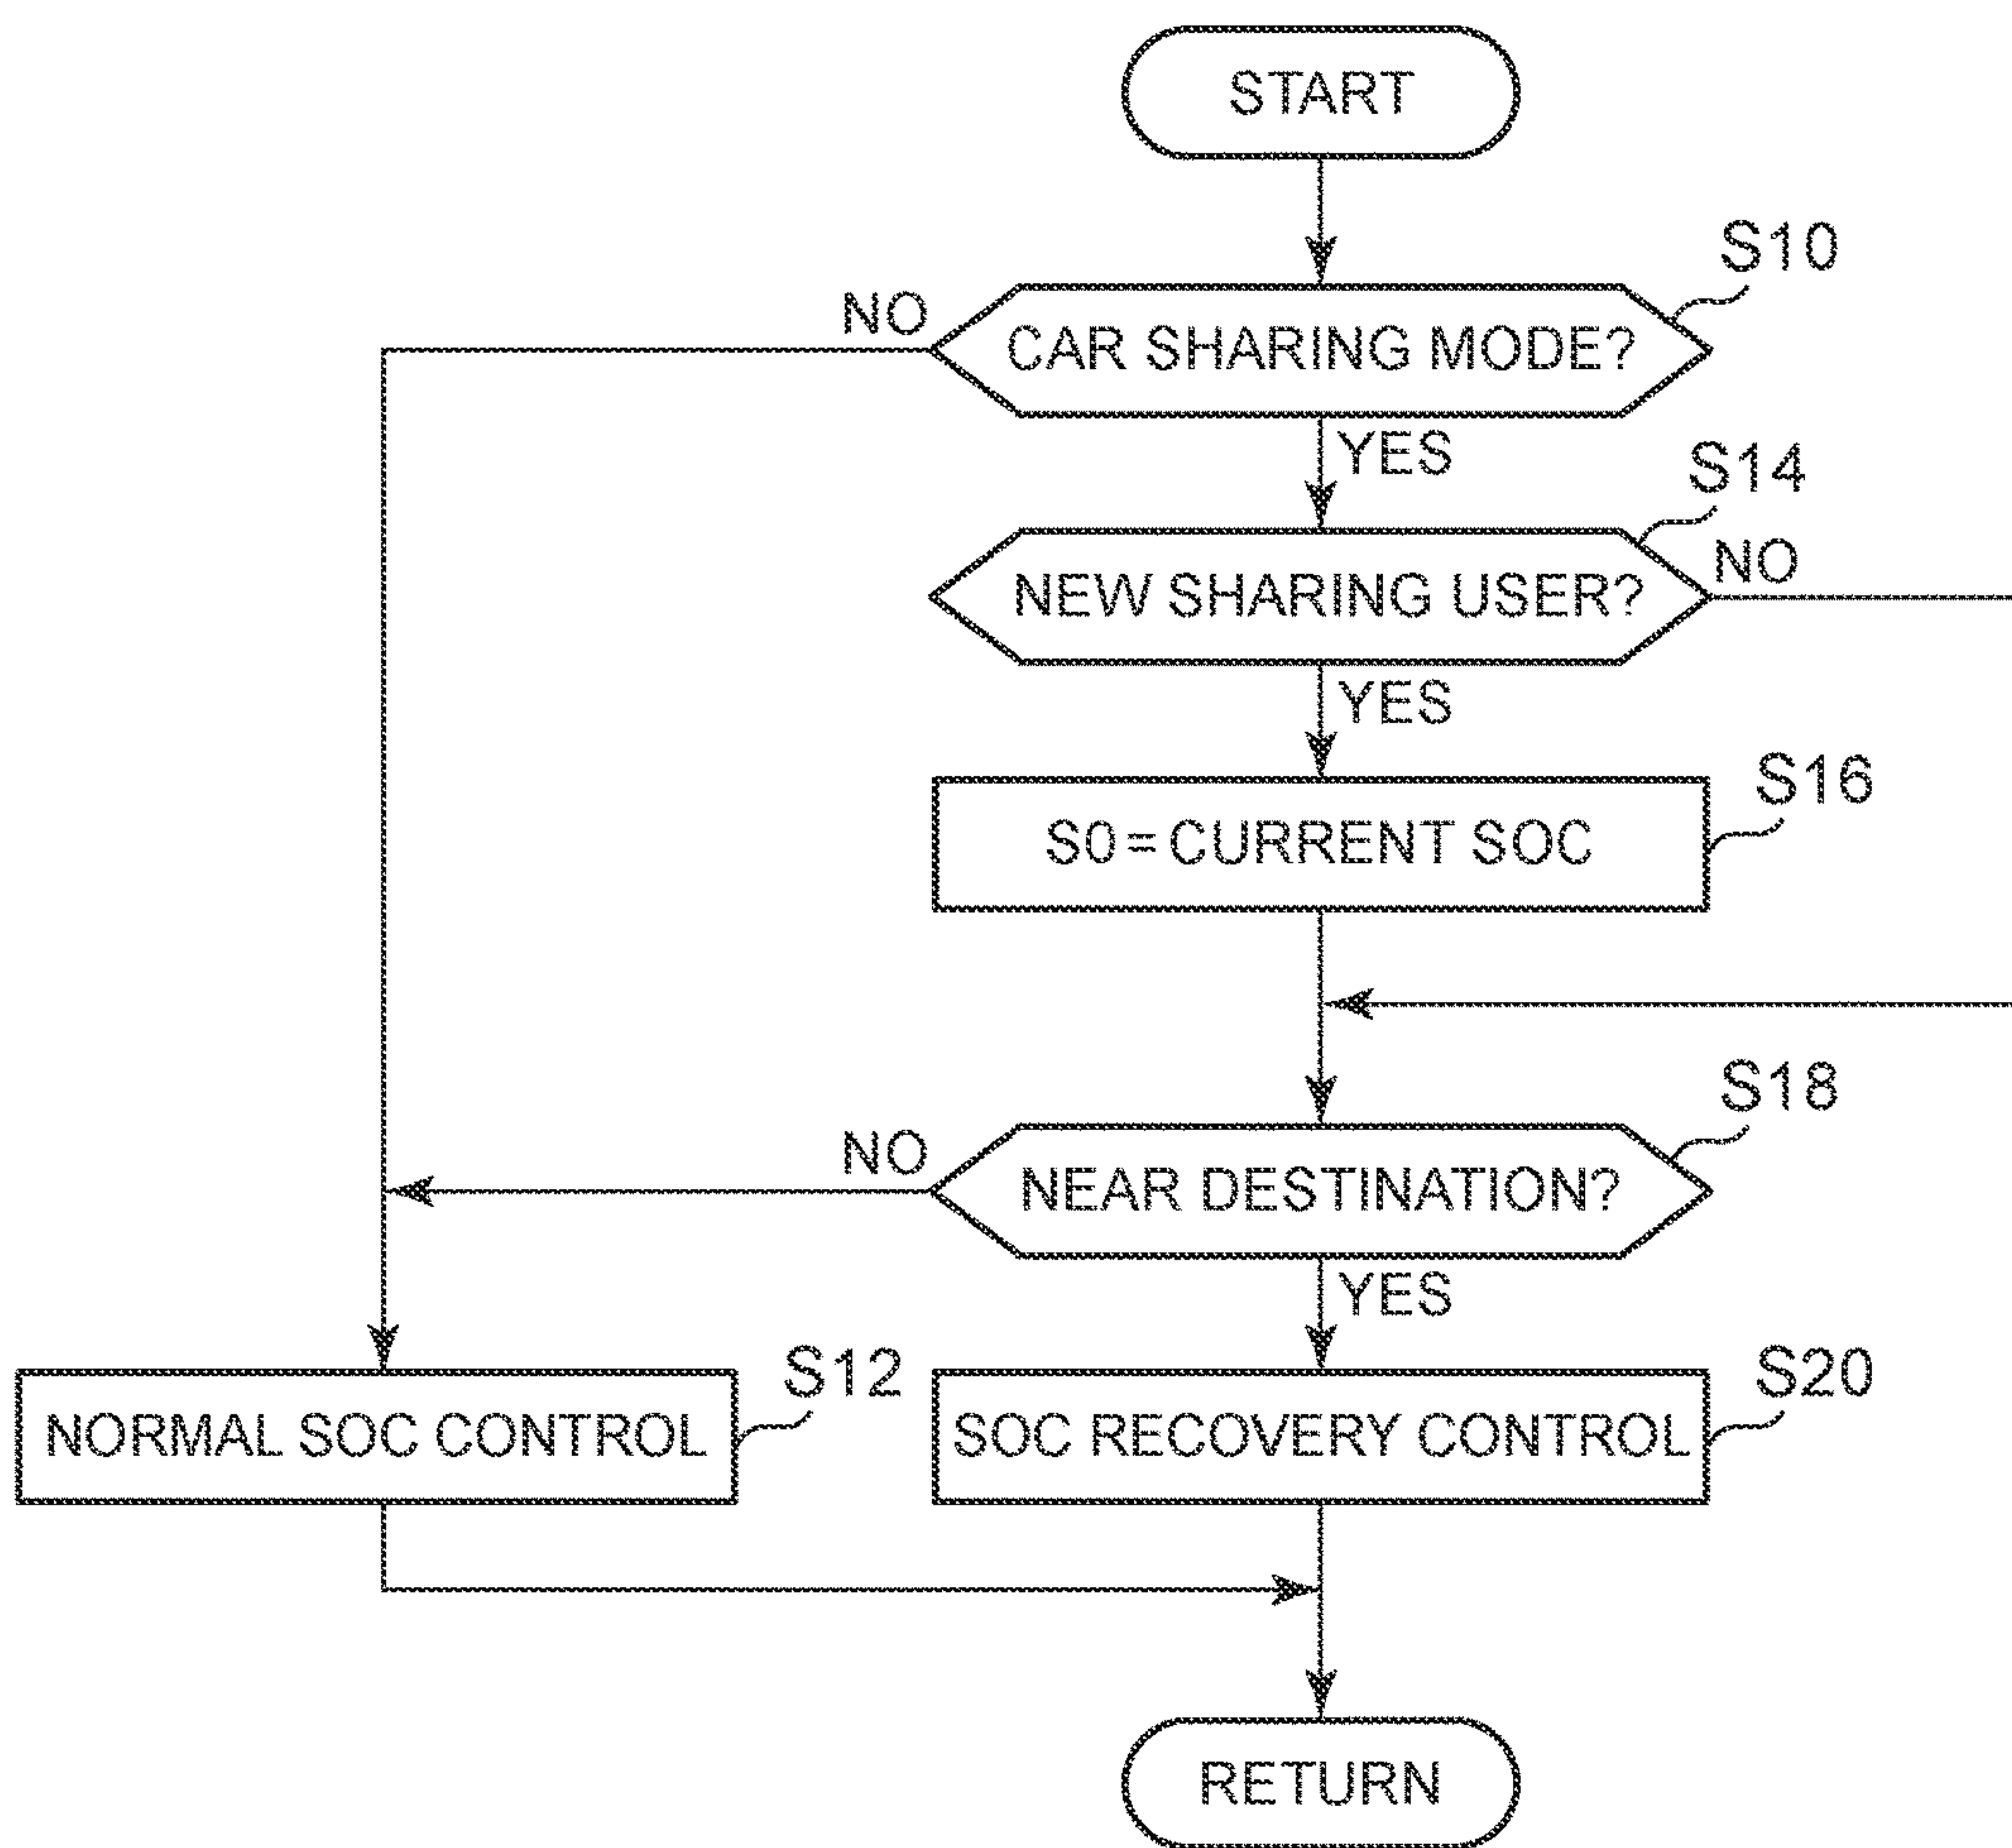 START
S10
NO
CAR SHARING MODE?
YES
S14
NEW SHARING USER?
NO
YES
S16
S0 = CURRENT SOC
S18
NO
NEAR DESTINATION?
YES
S12
S20
NORMAL SOC CONTROL
SOC RECOVERY CONTROL
RETURN